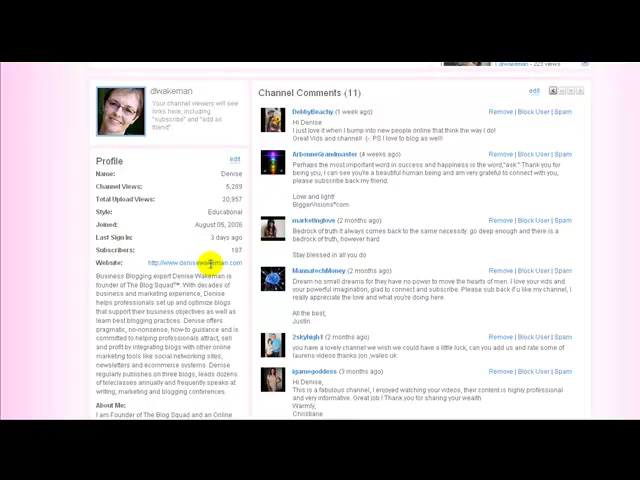 dlwakeman - 223 views
dlwakeman
Your channel viewers will see
links here, including
"subscribe" and "add as
friend"
Profile
edit
Name: Denise
Channel Views: 5,289
Total Upload Views: 20,957
Style: Educational
Joined: August 05, 2006
Last Sign In: 3 days ago
Subscribers: 187
Website: http://www.denisewakeman.com
Business Blogging expert Denise Wakeman is
founder of The Blog Squad™. With decades of
business and marketing experience, Denise
helps professionals set up and optimize blogs
that support their business objectives as well as
learn best blogging practices. Denise offers
pragmatic, no-nonsense, how-to guidance and is
committed to helping professionals attract, sell
and profit by integrating blogs with other online
marketing tools like social networking sites,
newsletters and ecommerce systems. Denise
regularly publishes on three blogs, leads dozens
of teleclasses annually and frequently speaks at
writing, marketing and blogging conferences.
About Me:
I am Founder of The Blog Squad and an Online
Channel Comments (11)
edit
DebbyBeachy (1 week ago)
Remove | Block User | Spam
Hi Denise
I just love it when I bump into new people online that think the way I do!
Great Vids and channel! (-: PS I love to blog as well!
ArbonneGrandmaster (4 weeks ago)
Remove | Block User | Spam
Perhaps the most important word in success and happiness is the word,"ask." Thank you for
being you, I can see you're a beautiful human being and am very grateful to connect with you,
please subscribe back my friend
Love and light!
BiggerVisions*com
marketinglove (2 months ago)
Remove | Block User | Spam
Bedrock of truth it always comes back to the same necessity: go deep enough and there is a
bedrock of truth, however hard
Stay blessed in all you do
MannatechMoney (2 months ago)
Remove | Block User | Spam
Dream no small dreams for they have no power to move the hearts of men. I love your vids and
your powerful imagination, glad to connect and subscribe. Please sub back if u like my channel, I
really appreciate the love and what you're doing here.
All the best,
Justin
2skyhigh1 (2 months ago)
Remove | Block User | Spam
you have a lovely channel we wish we could have a little luck, can you add us and rate some of
laurens videos thanks jon ,wales uk
(3 months ago)
Remove | Block User | Spam
Hi Denise,
This is a fabulous channel, I enjoyed watching your videos, their content is highly professional
and very informative. Great job ! Thank you for sharing your wealth.
Warmly,
Christiane